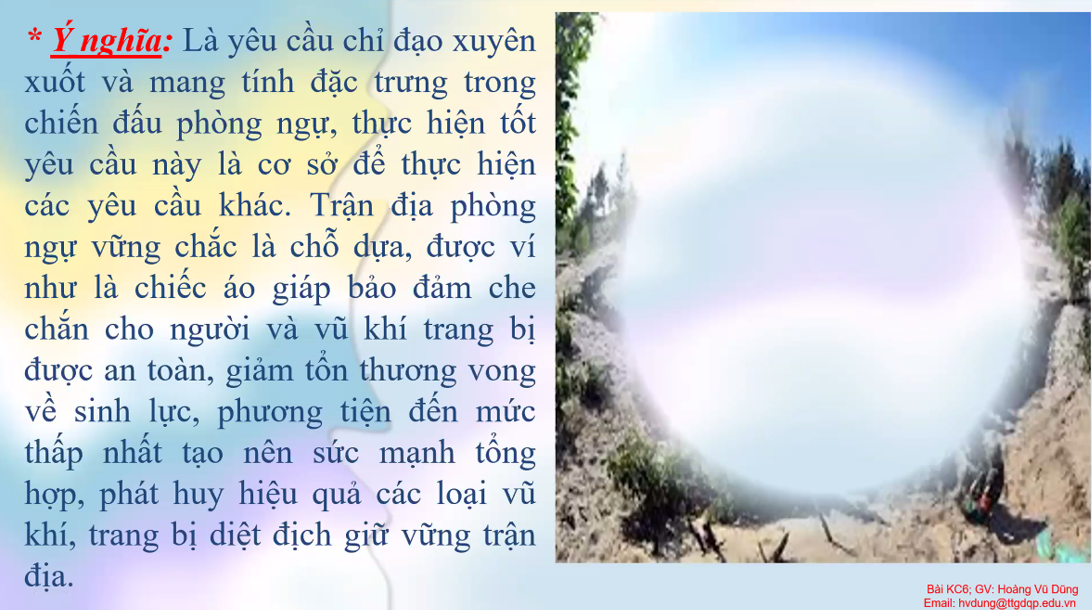 * Ý nghĩa: Là yêu cầu chỉ đạo xuyên
xuốt và mang tính đặc trưng trong
chiến đấu phòng ngự, thực hiện tốt
yêu cầu này là cơ sở để thực hiện
các yêu cầu khác. Trận địa phòng
ngự vững chắc là chỗ dựa, được ví
như là chiếc áo giáp bảo đảm che
chắn cho người và vũ khí trang bị
được an toàn, giảm tổn thương vong
về sinh lực, phương tiện đến mức
thấp nhất tạo nên sức mạnh tổng
hợp, phát huy hiệu quả các loại vũ
khí, trang bị diệt địch giữ vững trận
địa.
Bài KC6; GV: Hoàng Vũ Dũng
Email: hvdung@ttgdqp.edu.vn